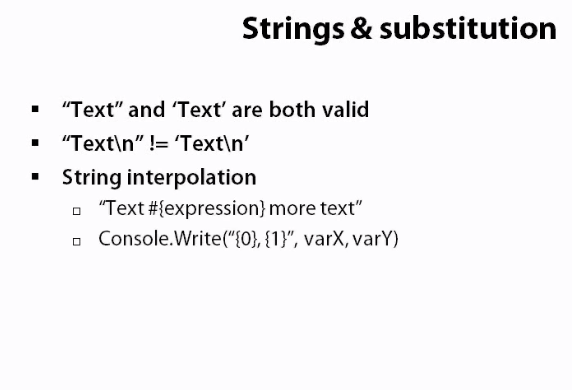 Strings & substitution
“Text” and ‘Text’ are both valid
“Text\n” != ‘Text\n’
String interpolation
“Text #{expression} more text”
Console.Write(“{0}, {1}”, varX, varY)